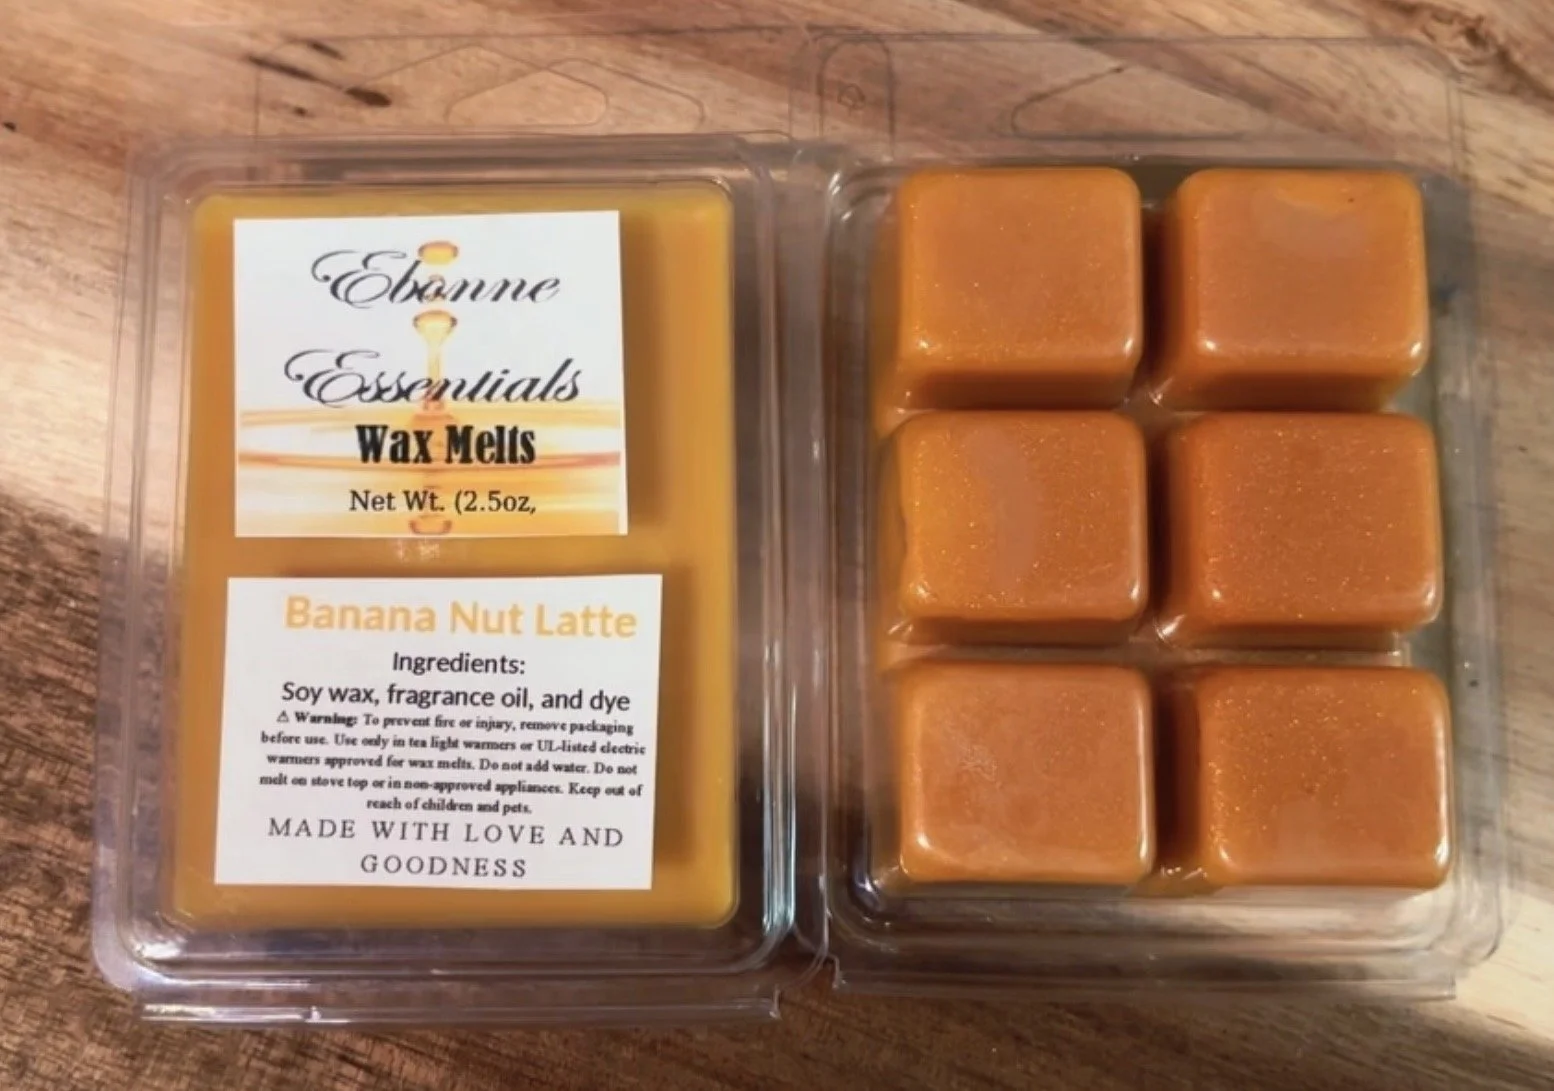 Ebonne
Essentials
Wax Melts
Net Wt. (2.5oz,
Banana Nut Latte
Ingredients:
Soy wax, fragrance oil, and dye
⚠ Warning: To prevent fire or injury, remove packaging
before use. Use only in tea light warmers or UL-listed electric
warmers approved for wax melts. Do not add water. Do not
melt on stove top or in non-approved appliances. Keep out of
reach of children and pets.
MADE WITH LOVE AND
GOODNESS